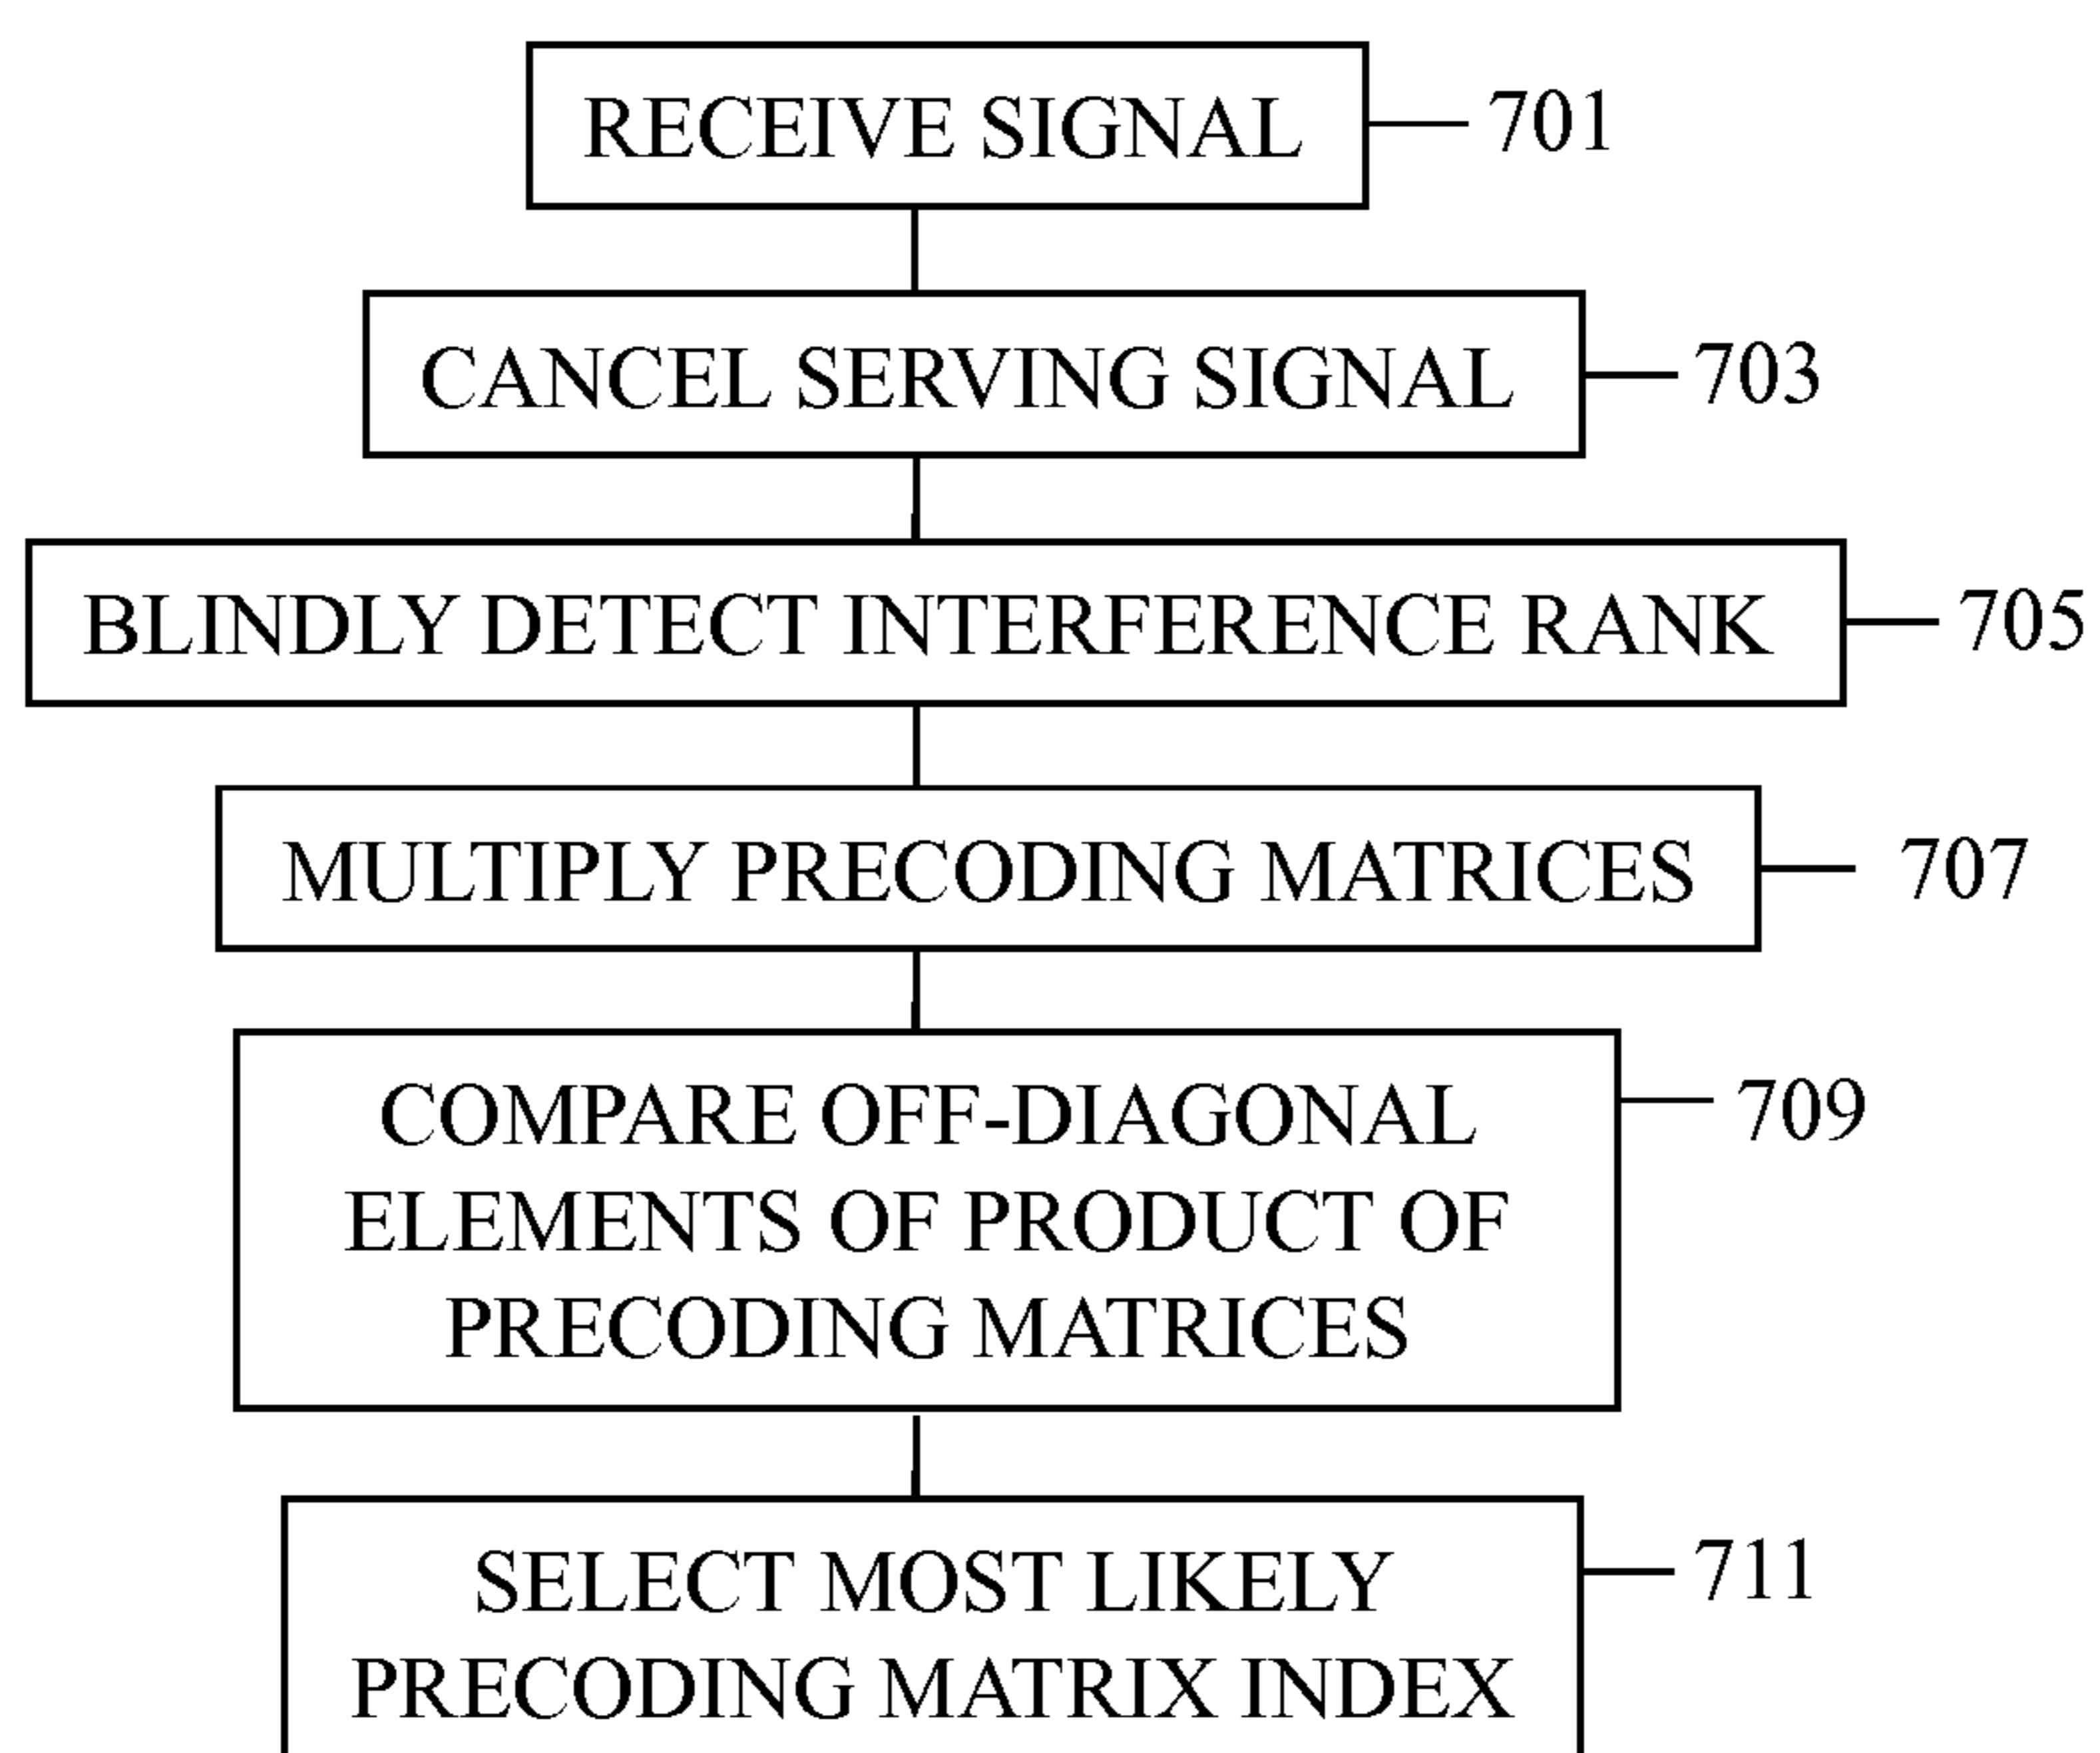 RECEIVE SIGNAL 701
CANCEL SERVING SIGNAL 703
BLINDLY DETECT INTERFERENCE RANK 705
MULTIPLY PRECODING MATRICES 707
COMPARE OFF-DIAGONAL 709
ELEMENTS OF PRODUCT OF
PRECODING MATRICES
SELECT MOST LIKELY 711
PRECODING MATRIX INDEX